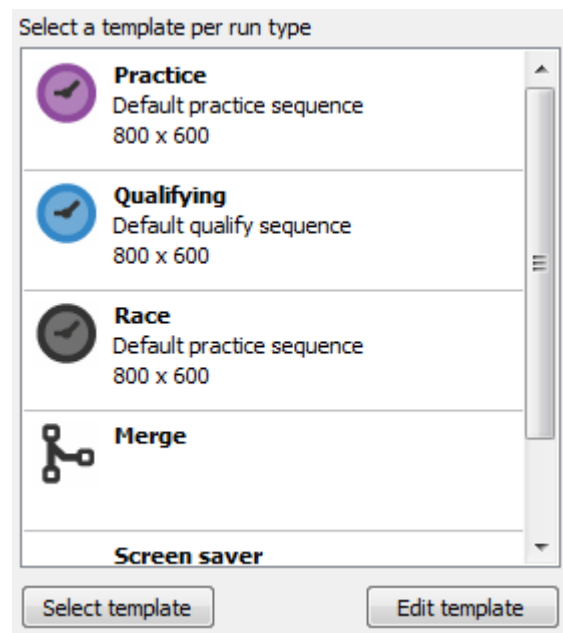 Select a template per run type
Practice
Default practice sequence
800 x 600
Qualifying
Default qualify sequence
800 x 600
Race
Default practice sequence
800 x 600
Merge
Screen saver
Select template
Edit template